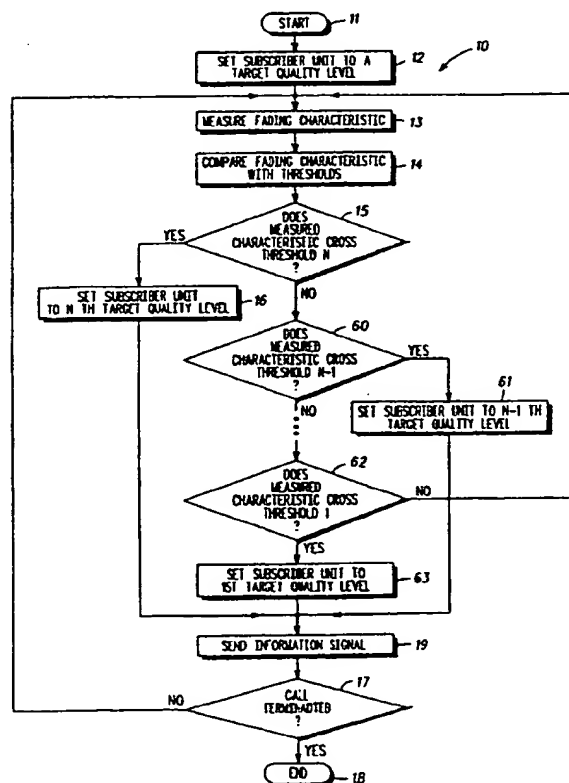 START
11
SET SUBSCRIBER UNIT TO A
TARGET QUALITY LEVEL
12
10
MEASURE FADING CHARACTERISTIC
13
COMPARE FADING CHARACTERISTIC
WITH THRESHOLDS
14
15
DOES
MEASURED
CHARACTERISTIC CROSS
THRESHOLD N
?
YES
SET SUBSCRIBER UNIT
TO N TH TARGET QUALITY LEVEL
16
NO
60
DOES
MEASURED
CHARACTERISTIC CROSS
THRESHOLD N-1
?
YES
61
SET SUBSCRIBER UNIT TO N-1 TH
TARGET QUALITY LEVEL
NO
62
DOES
MEASURED
CHARACTERISTIC CROSS
THRESHOLD 1
?
NO
YES
SET SUBSCRIBER UNIT TO
1ST TARGET QUALITY LEVEL
63
SEND INFORMATION SIGNAL
19
17
CALL
TERMINATED
?
NO
YES
END
18